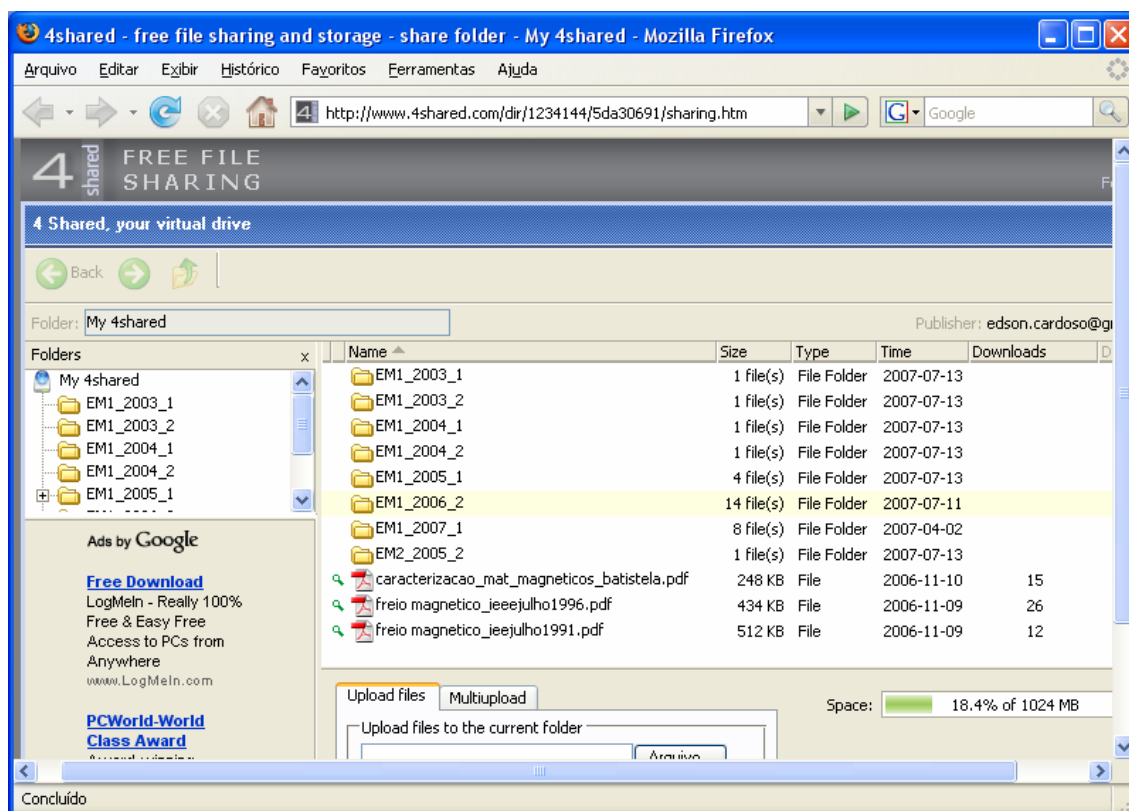 4shared - free file sharing and storage - share folder - My 4shared - Mozilla Firefox
Arquivo Editar Exibir Histórico Favoritos Ferramentas Ajuda
4 http://www.4shared.com/dir/1234144/5da30691/sharing.htm G Google
4 shared FREE FILE SHARING
4 Shared, your virtual drive
Back
Folder: My 4shared Publisher: edson.cardoso@g
Folders x Name Size Type Time Downloads D
My 4shared
EM1_2003_1
EM1_2003_2
EM1_2004_1
EM1_2004_2
EM1_2005_1
EM1_2003_1 1 file(s) File Folder 2007-07-13
EM1_2003_2 1 file(s) File Folder 2007-07-13
EM1_2004_1 1 file(s) File Folder 2007-07-13
EM1_2004_2 1 file(s) File Folder 2007-07-13
EM1_2005_1 4 file(s) File Folder 2007-07-13
EM1_2006_2 14 file(s) File Folder 2007-07-11
EM1_2007_1 8 file(s) File Folder 2007-04-02
EM2_2005_2 1 file(s) File Folder 2007-07-13
caracterizacao_mat_magneticos_batistela.pdf 248 KB File 2006-11-10 15
freio magnetico_ieeejulho1996.pdf 434 KB File 2006-11-09 26
freio magnetico_ieejulho1991.pdf 512 KB File 2006-11-09 12
Ads by Google
Free Download
LogMeIn - Really 100%
Free & Easy Free
Access to PCs from
Anywhere
www.LogMeIn.com
PCWorld-World
Class Award
Upload files Multiupload
Space: 18.4% of 1024 MB
Upload files to the current folder
Arquivo...
Concluído